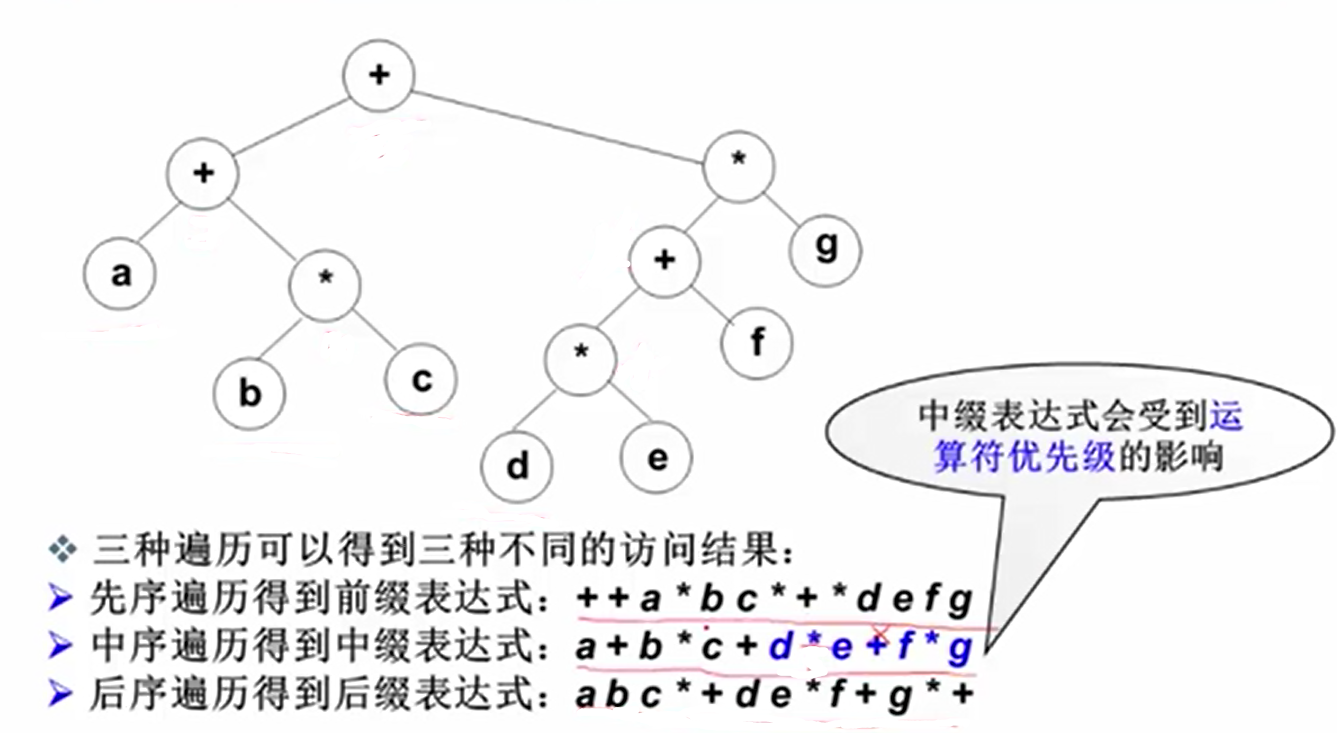 +
+
*
a
*
+
g
b
c
*
f
d
e
中缀表达式会受到运
算符优先级的影响
❖ 三种遍历可以得到三种不同的访问结果：
➢ 先序遍历得到前缀表达式：+ + a * b c * + * d e f g
➢ 中序遍历得到中缀表达式：a + b * c + d * e + f * g
➢ 后序遍历得到后缀表达式：a b c * + d e * f + g * +